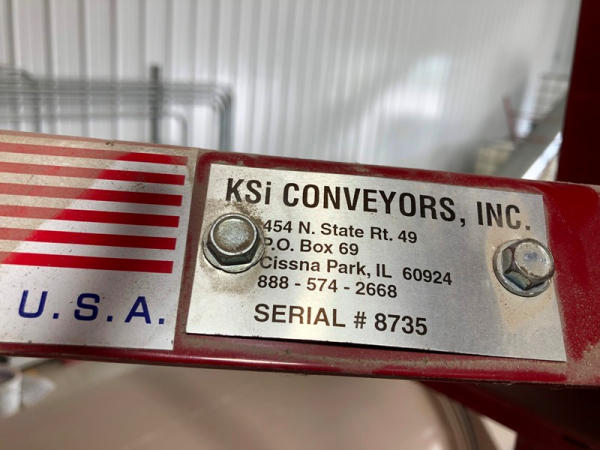 KSi CONVEYORS, INC.
454 N. State Rt. 49
P.O. Box 69
Cissna Park, IL 60924
888 - 574 - 2668
SERIAL # 8735
U.S.A.